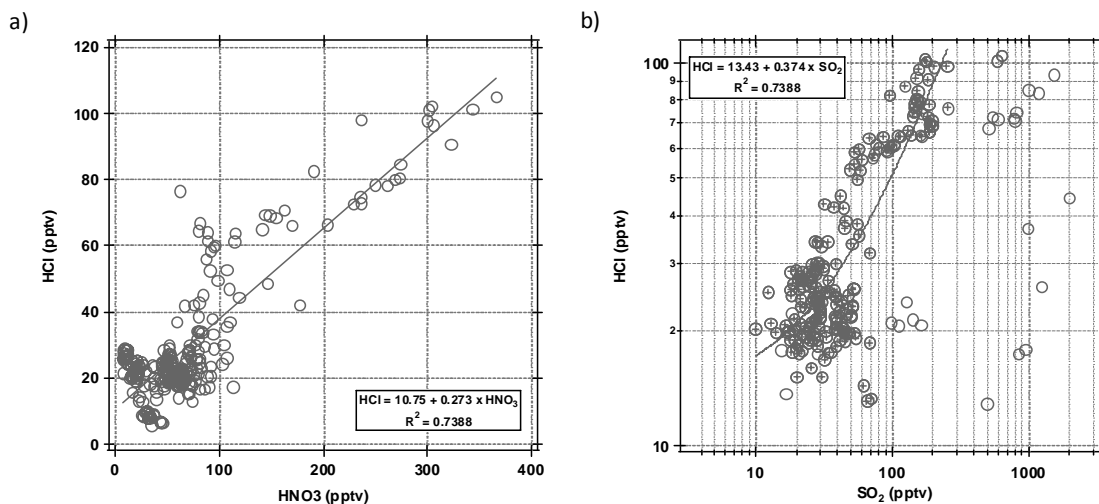 a)
120
100
80
60
40
20
0
HCl (pptv)
0
100
200
300
400
HNO3 (pptv)
HCl = 10.75 + 0.273 x HNO₃
R² = 0.7388
b)
100
9
8
7
6
5
4
3
2
10
HCl (pptv)
10
100
1000
SO₂ (pptv)
HCl = 13.43 + 0.374 x SO₂
R² = 0.7388